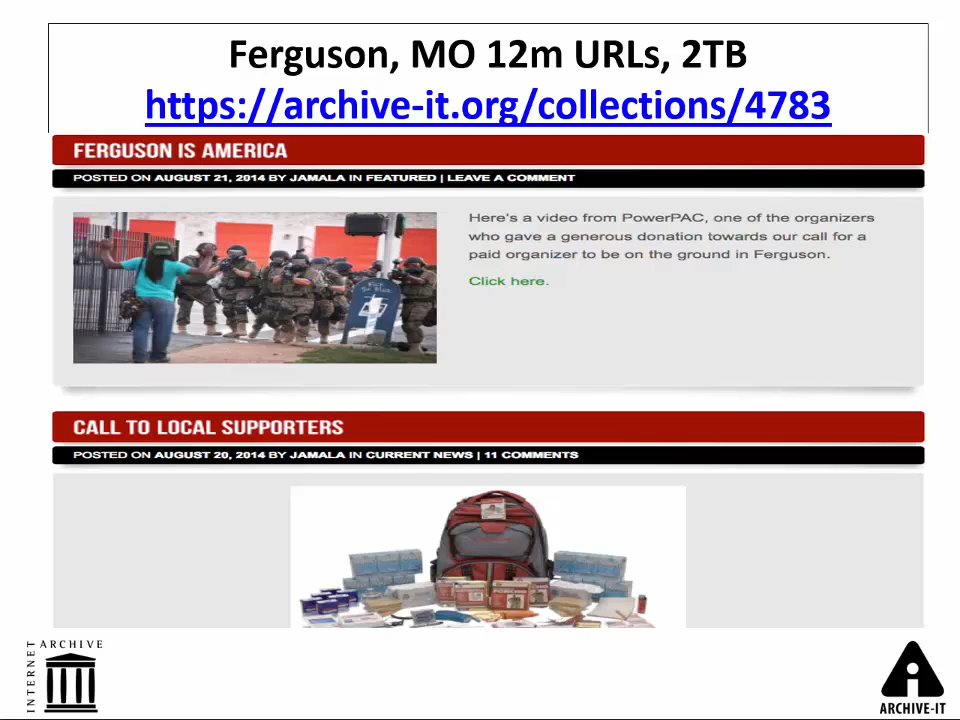 Ferguson, MO 12m URLs, 2TB
https://archive-it.org/collections/4783
FERGUSON IS AMERICA
POSTED ON AUGUST 21, 2014 BY JAMALA IN FEATURED | LEAVE A COMMENT
Here's a video from PowerPAC, one of the organizers
who gave a generous donation towards our call for a
paid organizer to be on the ground in Ferguson.
Click here.
CALL TO LOCAL SUPPORTERS
POSTED ON AUGUST 20, 2014 BY JAMALA IN CURRENT NEWS | 11 COMMENTS
INTERNET ARCHIVE
ARCHIVE-IT